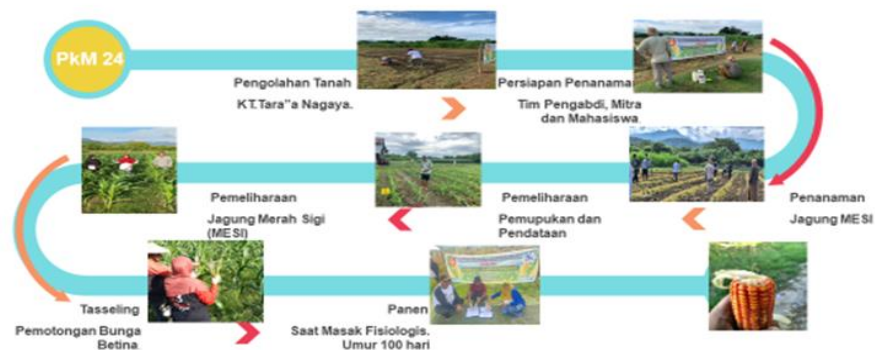 PkM 24
Pengolahan Tanah
KT.Tara"a Nagaya.
Persiapan Penanama
Tim Pengabdi, Mitra
dan Mahasiswa
Penanaman
Jagung MESI
Pemeliharaan
Pemupukan dan
Pendataan
Pemeliharaan
Jagung Merah Sigi
(MESI)
Tasseling
Pemotongan Bunga
Betina
Panen
Saat Masak Fisiologis.
Umur 100 hari